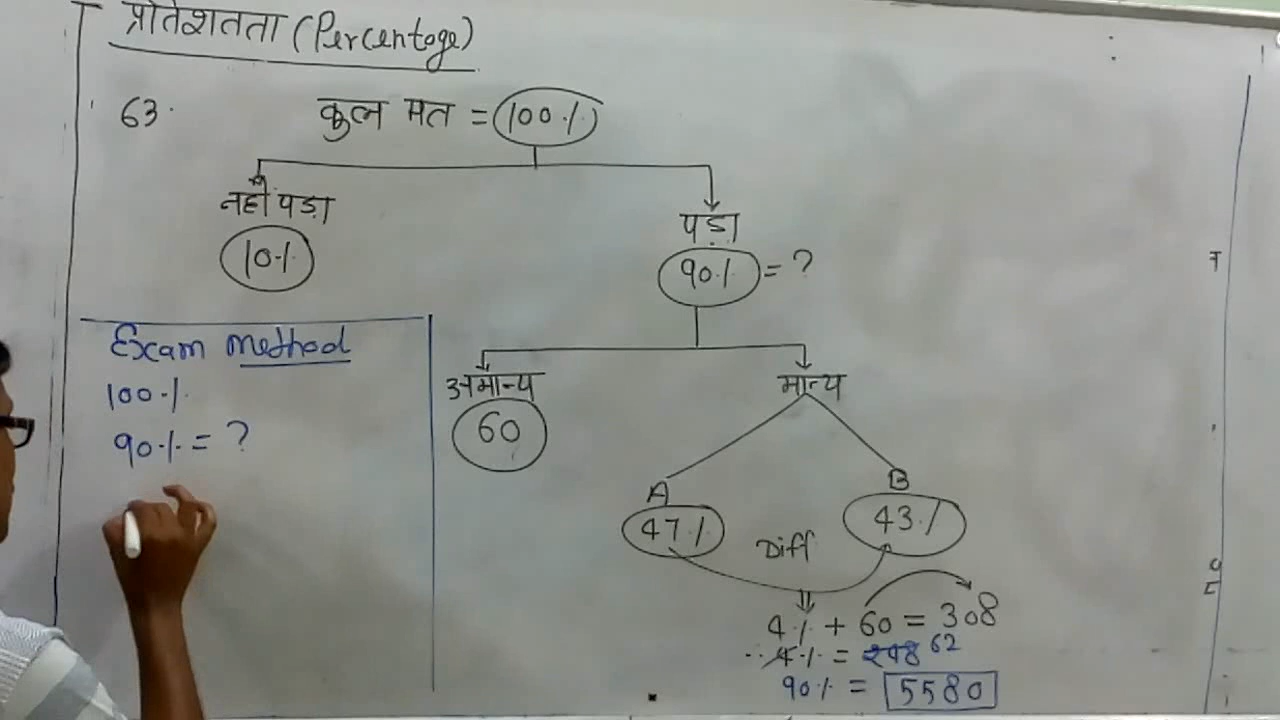 प्रतिशतता (Percentage)
63.
कुल मत = 100%
नहीं पड़ा
10%
पड़ा
90% = ?
Exam method
100%
90% = ?
अमान्य
60
मान्य
A
47%
B
43%
Diff
4% + 60 = 308
4% = 248 62
90% = 5580